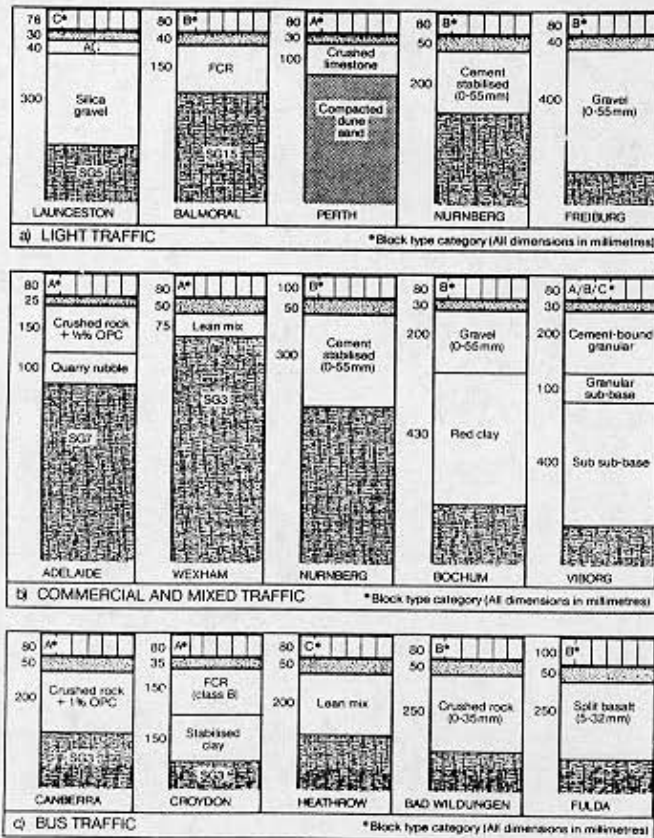 76 C* 80 B* 80 A* 80 B* 80 B*
30 40 30 50 40
40 AC
300 Silica gravel
SG5
LAUNCESTON
150 FCR
SG15
BALMORAL
100 Crushed limestone
Compacted dune sand
PERTH
200 Cement stabilised (0-55mm)
NURNBERG
400 Gravel (0-55mm)
FREIBURG
a) LIGHT TRAFFIC *Block type category (All dimensions in millimetres)
80 A* 80 A* 100 B* 80 B* 80 A/B/C*
25 50 50 30 30
150 Crushed rock + ½% OPC
100 Quarry rubble
SG7
ADELAIDE
75 Lean mix
SG3
WEXHAM
300 Cement stabilised (0-55mm)
NURNBERG
200 Gravel (0-55mm)
430 Red clay
BOCHUM
200 Cement-bound granular
100 Granular sub-base
400 Sub sub-base
VIBORG
b) COMMERCIAL AND MIXED TRAFFIC *Block type category (All dimensions in millimetres)
80 A* 80 A* 80 C* 80 B* 100 B*
50 35 50 50 50
200 Crushed rock + 1% OPC
SG3
CANBERRA
150 FCR (class B)
150 Stabilised clay
SG3
CROYDON
200 Lean mix
HEATHROW
250 Crushed rock (0-35mm)
BAD WILDUNGEN
250 Split basalt (5-32mm)
FULDA
c) BUS TRAFFIC *Block type category (All dimensions in millimetres)